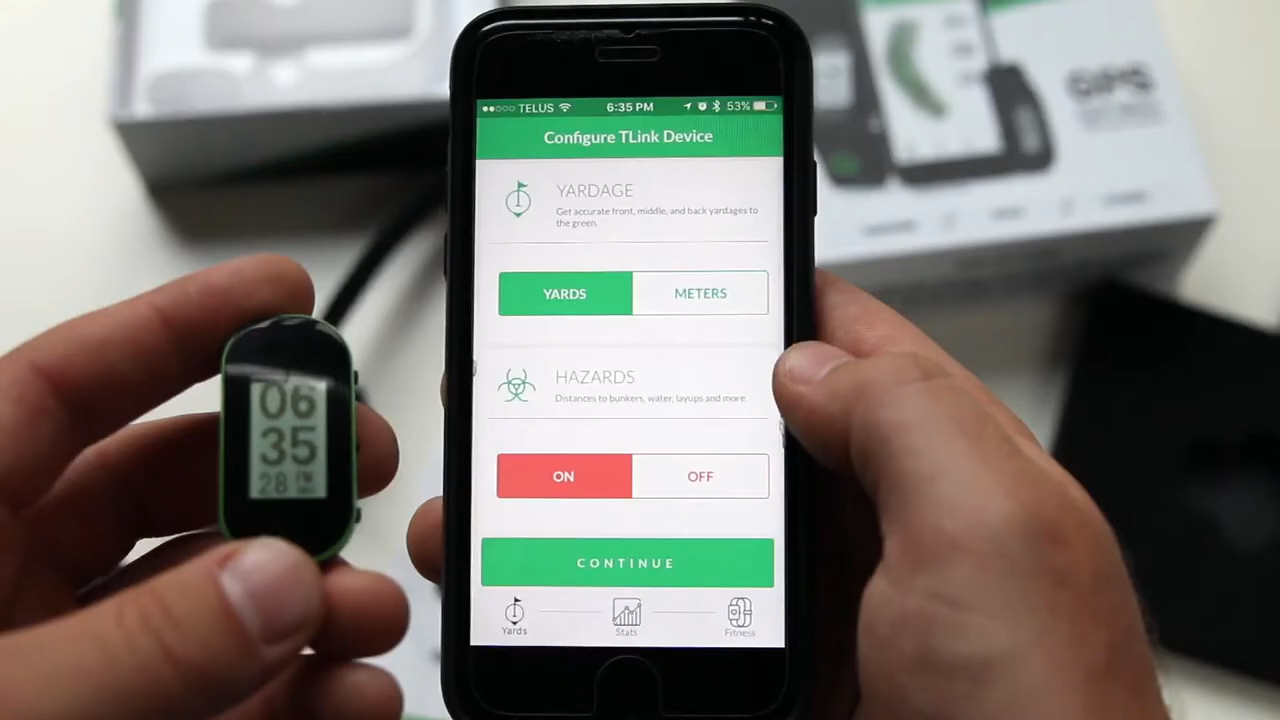 GPS
TELUS 6:35 PM 53%
Configure TLink Device
YARDAGE
Get accurate front, middle, and back yardages to
the green.
YARDS METERS
HAZARDS
Distances to bunkers, water, layups and more.
ON OFF
CONTINUE
Yards Stats Fitness
06
35
28